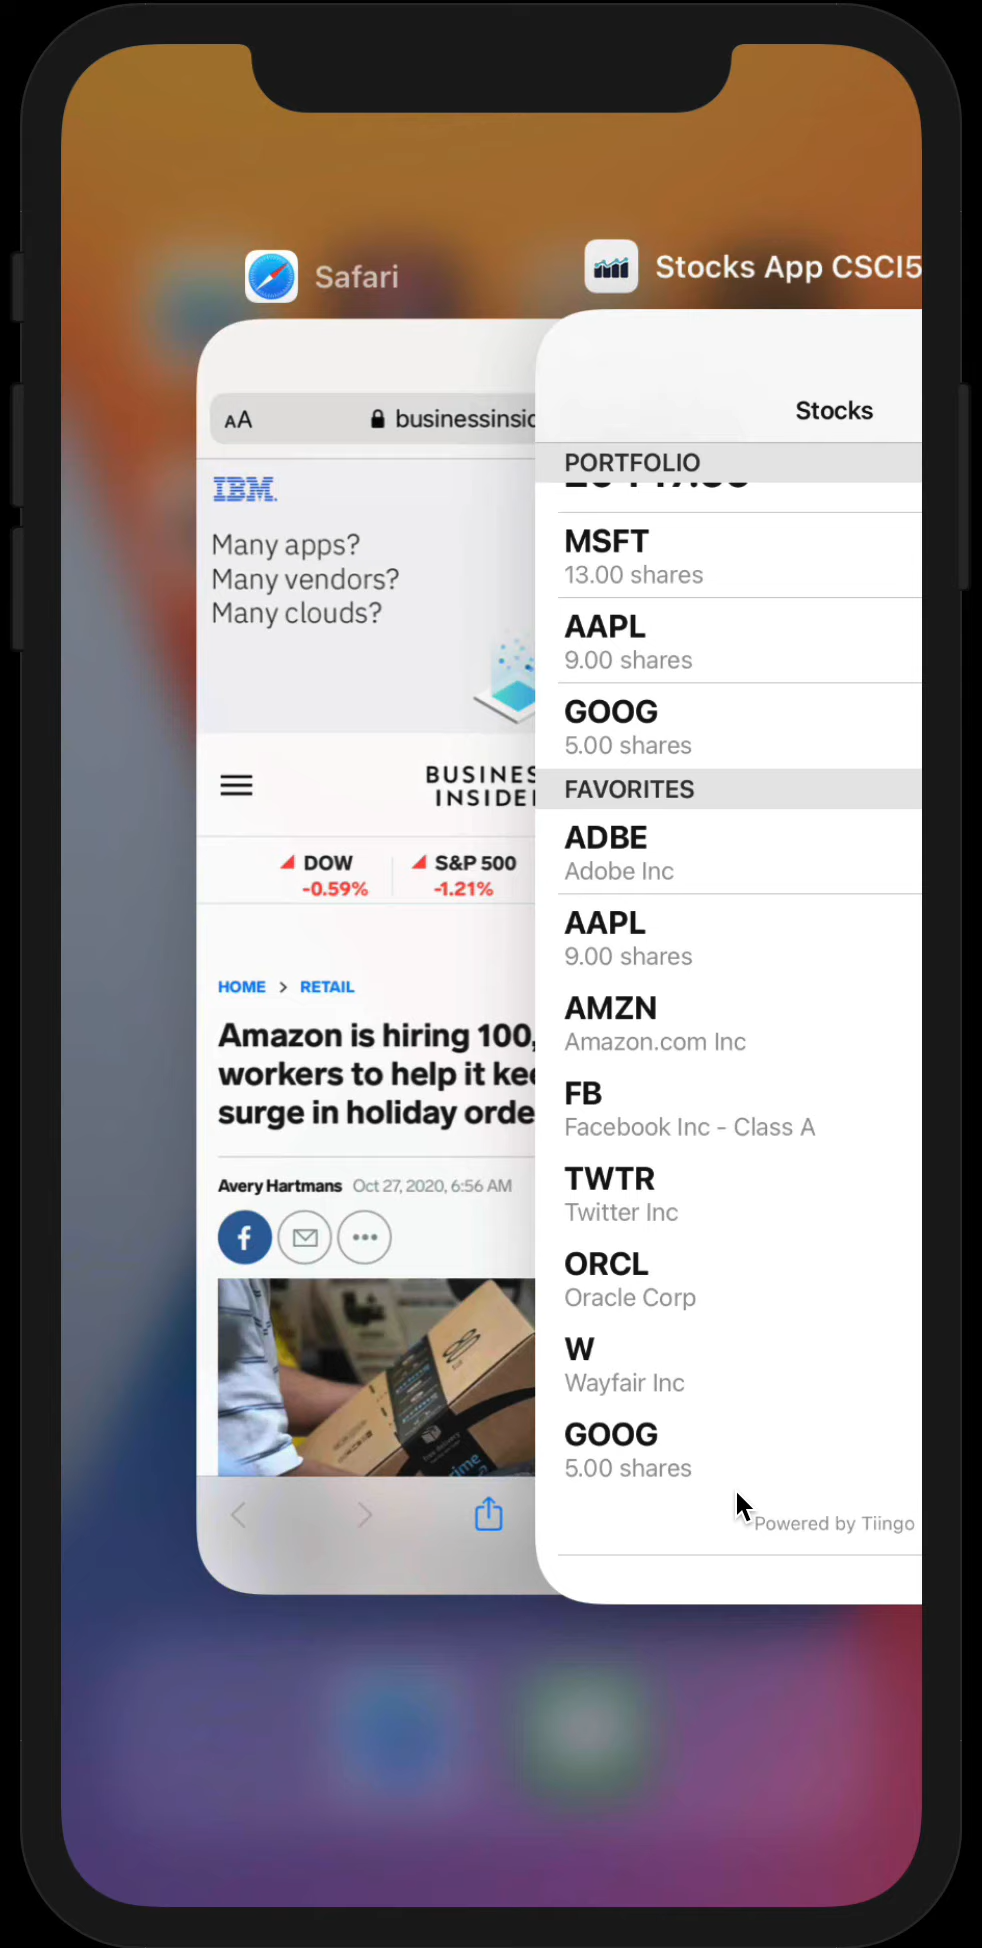 Safari
Stocks App CSCI5
AA
businessinsid
IBM
Many apps?
Many vendors?
Many clouds?
BUSINES
INSIDE
DOW
-0.59%
S&P 500
-1.21%
HOME > RETAIL
Amazon is hiring 100,
workers to help it kee
surge in holiday orde
Avery Hartmans Oct 27, 2020, 6:56 AM
f
Stocks
PORTFOLIO
MSFT
13.00 shares
AAPL
9.00 shares
GOOG
5.00 shares
FAVORITES
ADBE
Adobe Inc
AAPL
9.00 shares
AMZN
Amazon.com Inc
FB
Facebook Inc - Class A
TWTR
Twitter Inc
ORCL
Oracle Corp
W
Wayfair Inc
GOOG
5.00 shares
Powered by Tiingo